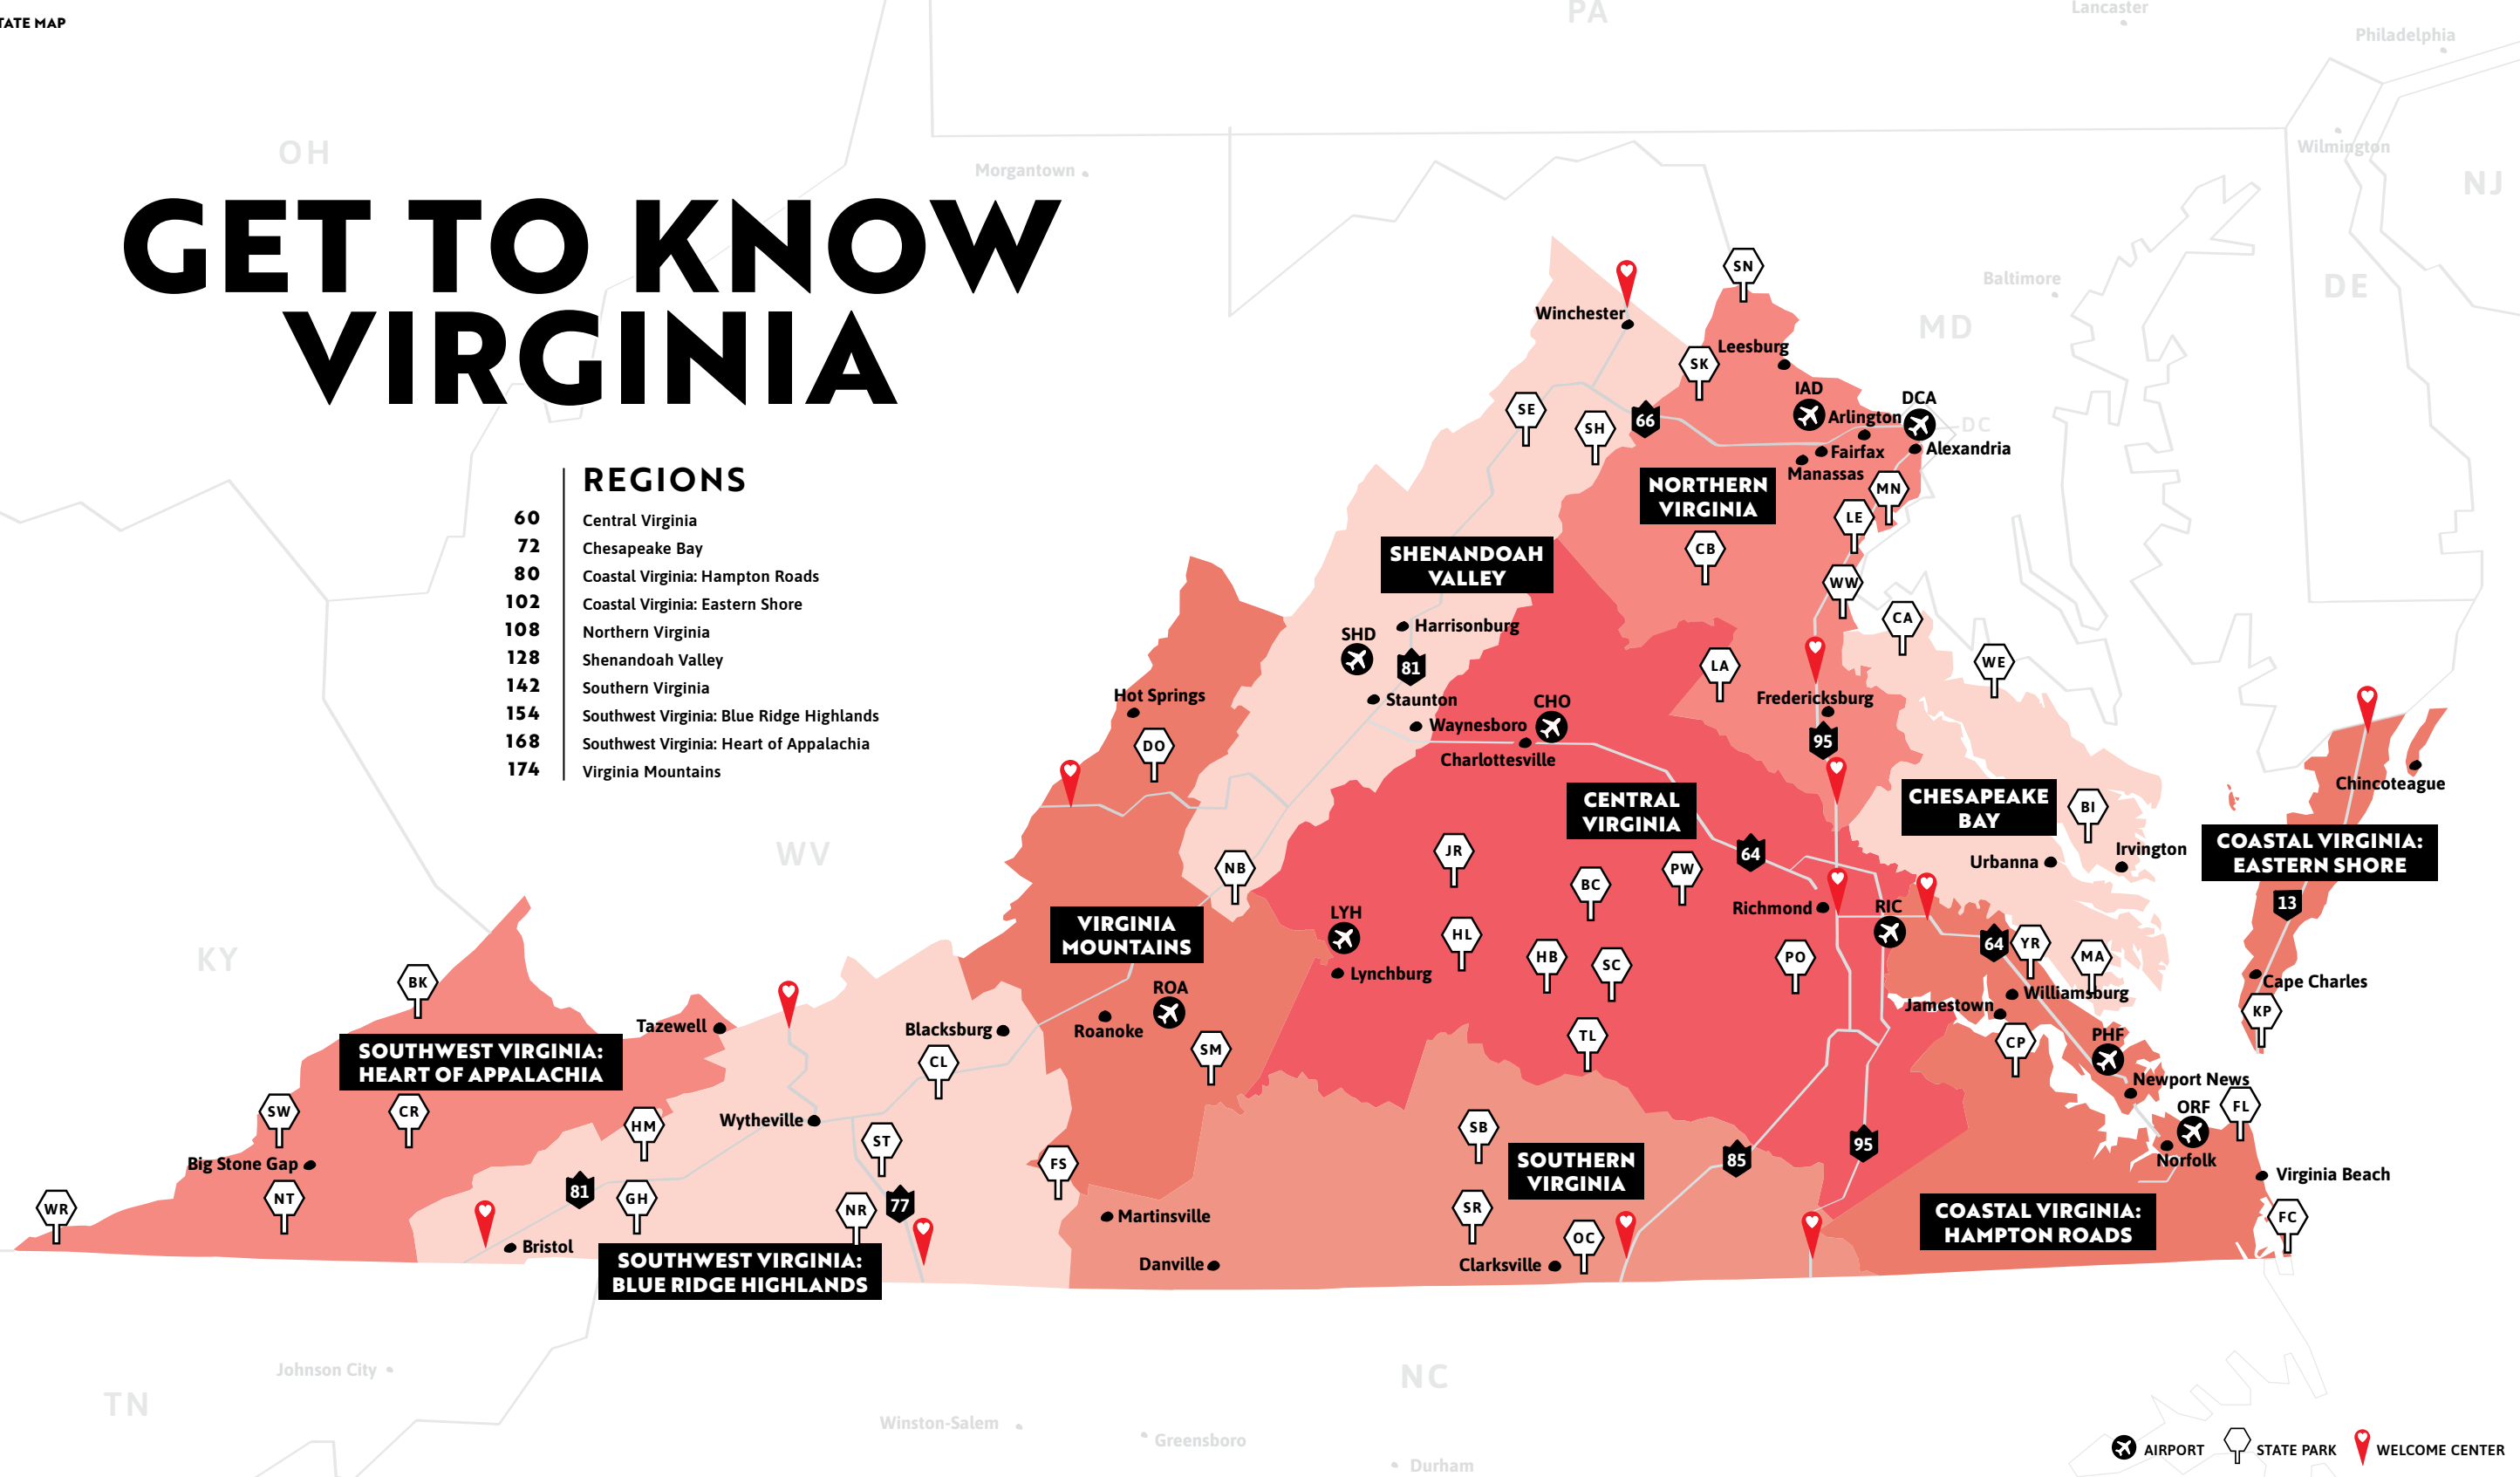 TATE MAP
PA
Lancaster
Philadelphia
OH
Morgantown
Wilmington
NJ
GET TO KNOW
VIRGINIA
Baltimore
DE
MD
DC
REGIONS
60 Central Virginia
72 Chesapeake Bay
80 Coastal Virginia: Hampton Roads
102 Coastal Virginia: Eastern Shore
108 Northern Virginia
128 Shenandoah Valley
142 Southern Virginia
154 Southwest Virginia: Blue Ridge Highlands
168 Southwest Virginia: Heart of Appalachia
174 Virginia Mountains
SN
Winchester
Leesburg
SK
IAD
DCA
SE
SH
66
Arlington
Fairfax
Alexandria
Manassas
NORTHERN
VIRGINIA
MN
LE
CB
SHENANDOAH
VALLEY
WW
CA
Harrisonburg
SHD
81
WE
LA
Hot Springs
Staunton
CHO
Fredericksburg
Waynesboro
DO
Charlottesville
95
Chincoteague
CENTRAL
VIRGINIA
CHESAPEAKE
BAY
BI
COASTAL VIRGINIA:
EASTERN SHORE
WV
JR
64
Irvington
Urbanna
NB
PW
BC
13
VIRGINIA
MOUNTAINS
LYH
Richmond
RIC
HL
64
YR
KY
HB
SC
PO
MA
Lynchburg
Cape Charles
BK
ROA
Williamsburg
Jamestown
KP
Tazewell
Blacksburg
Roanoke
TL
CP
PHF
SM
SOUTHWEST VIRGINIA:
HEART OF APPALACHIA
CL
Newport News
SW
CR
ORF
FL
HM
Wytheville
SB
ST
95
Norfolk
Big Stone Gap
FS
SOUTHERN
VIRGINIA
85
Virginia Beach
81
NT
GH
77
WR
NR
SR
Martinsville
COASTAL VIRGINIA:
HAMPTON ROADS
FC
OC
Bristol
Danville
Clarksville
SOUTHWEST VIRGINIA:
BLUE RIDGE HIGHLANDS
Johnson City
NC
TN
Winston-Salem
Greensboro
Durham
AIRPORT
STATE PARK
WELCOME CENTER